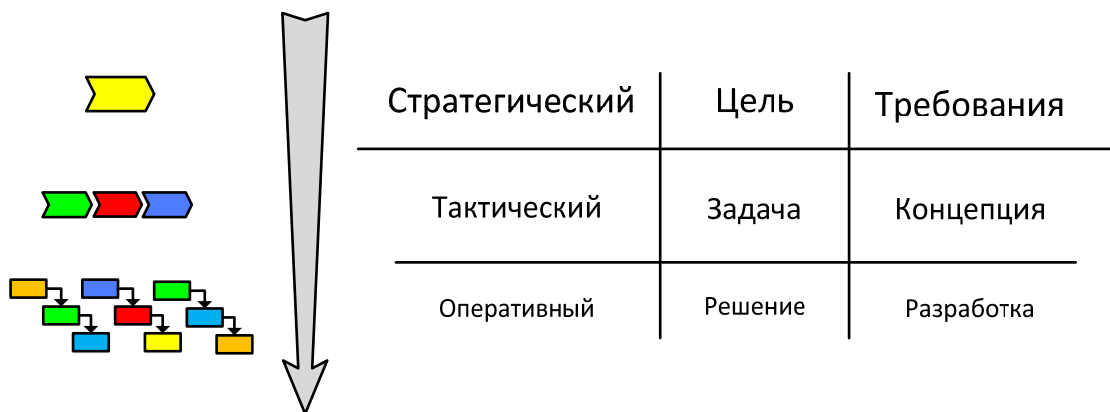 Стратегический Цель Требования
Тактический Задача Концепция
Оперативный Решение Разработка